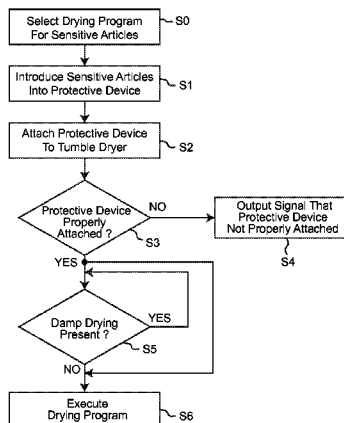 Select Drying Program
For Sensitive Articles
S0
Introduce Sensitive Articles
Into Protective Device
S1
Attach Protective Device
To Tumble Dryer
S2
Protective Device
Properly
Attached ?
NO
S3
Output Signal That
Protective Device
Not Properly Attached
S4
YES
Damp Drying
Present ?
YES
S5
NO
Execute
Drying Program
S6